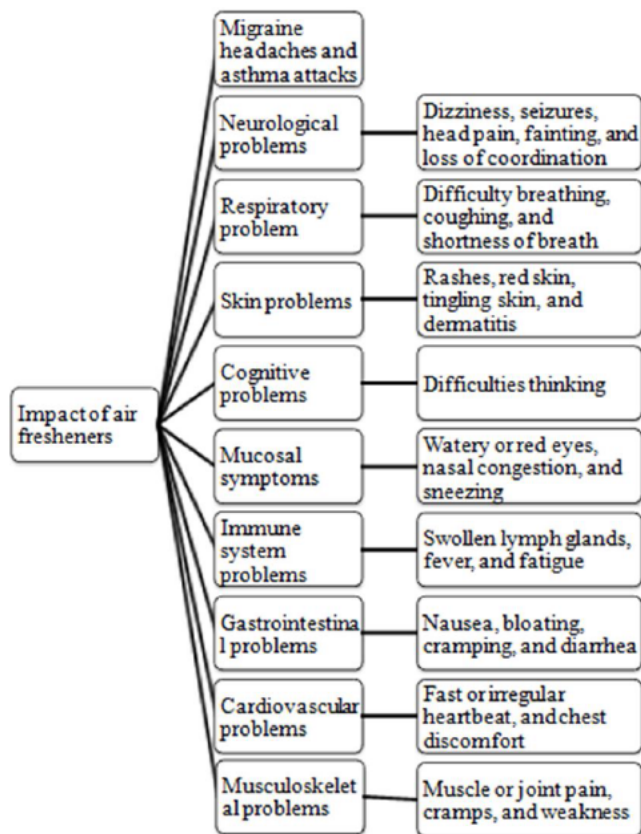 Migraine
headaches and
asthma attacks
Neurological
problems
Dizziness, seizures,
head pain, fainting, and
loss of coordination
Respiratory
problem
Difficulty breathing,
coughing, and
shortness of breath
Skin problems
Rashes, red skin,
tingling skin, and
dermatitis
Cognitive
problems
Difficulties thinking
Impact of air
fresheners
Mucosal
symptoms
Watery or red eyes,
nasal congestion, and
sneezing
Immune
system
problems
Swollen lymph glands,
fever, and fatigue
Gastrointestina
l problems
Nausea, bloating,
cramping, and diarrhea
Cardiovascular
problems
Fast or irregular
heartbeat, and chest
discomfort
Musculoskelet
al problems
Muscle or joint pain,
cramps, and weakness